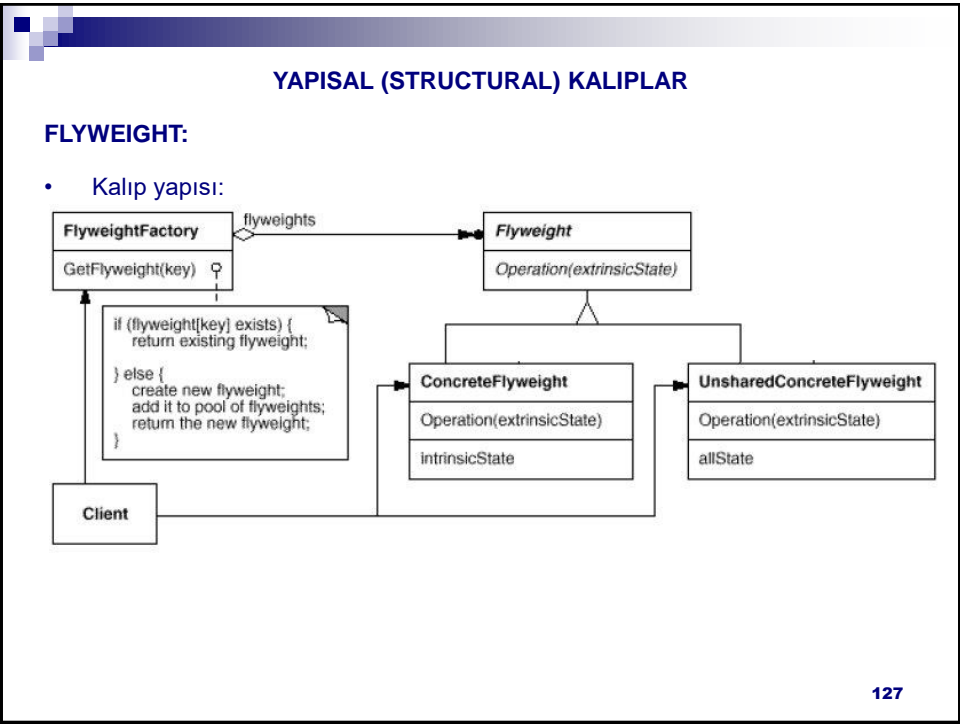 YAPISAL (STRUCTURAL) KALIPLAR
FLYWEIGHT:
• Kalıp yapısı:
FlyweightFactory
GetFlyweight(key)
flyweights
Flyweight
Operation(extrinsicState)
if (flyweight[key] exists) {
return existing flyweight;
} else {
create new flyweight;
add it to pool of flyweights;
return the new flyweight;
}
ConcreteFlyweight
Operation(extrinsicState)
intrinsicState
UnsharedConcreteFlyweight
Operation(extrinsicState)
allState
Client
127